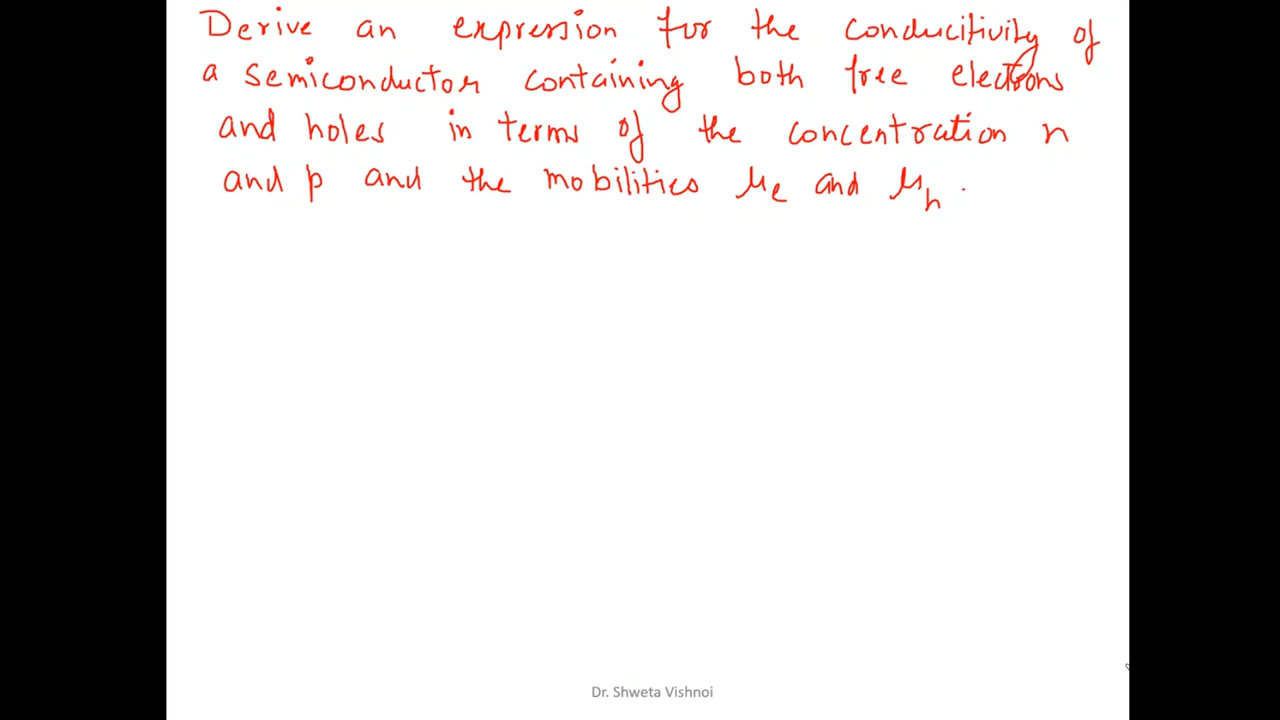 Derive an expression for the conducitivity of
a semiconductor containing both free electrons
and holes in terms of the concentration n
and p and the mobilities μe and μh.
Dr. Shweta Vishnoi